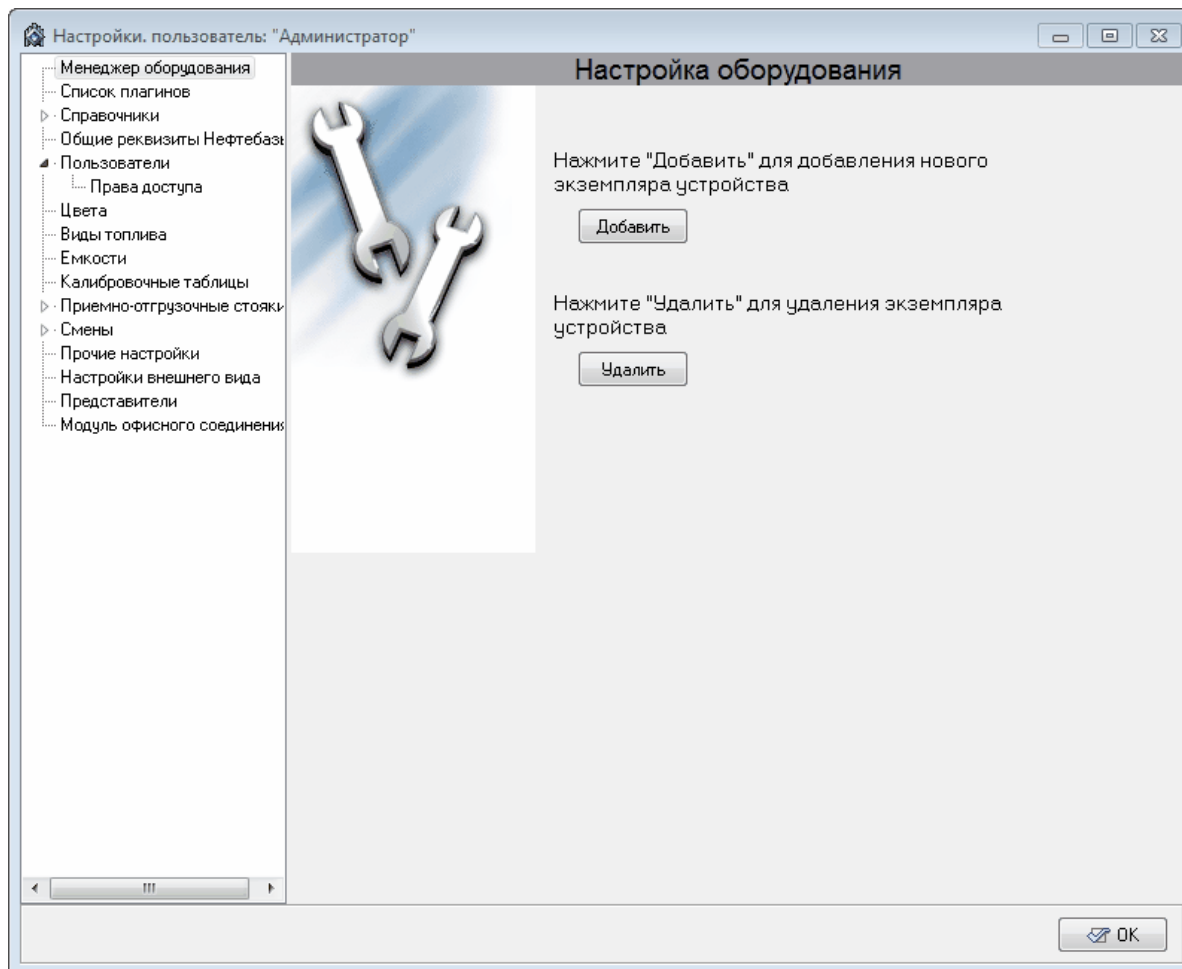 Настройки. пользователь: "Администратор"
Менеджер оборудования
Список плагинов
Справочники
Общие реквизиты Нефтебазы
Пользователи
Права доступа
Цвета
Виды топлива
Емкости
Калибровочные таблицы
Приемно-отгрузочные стояки
Смены
Прочие настройки
Настройки внешнего вида
Представители
Модуль офисного соединения
Настройка оборудования
Нажмите "Добавить" для добавления нового
экземпляра устройства
Добавить
Нажмите "Удалить" для удаления экземпляра
устройства
Удалить
OK